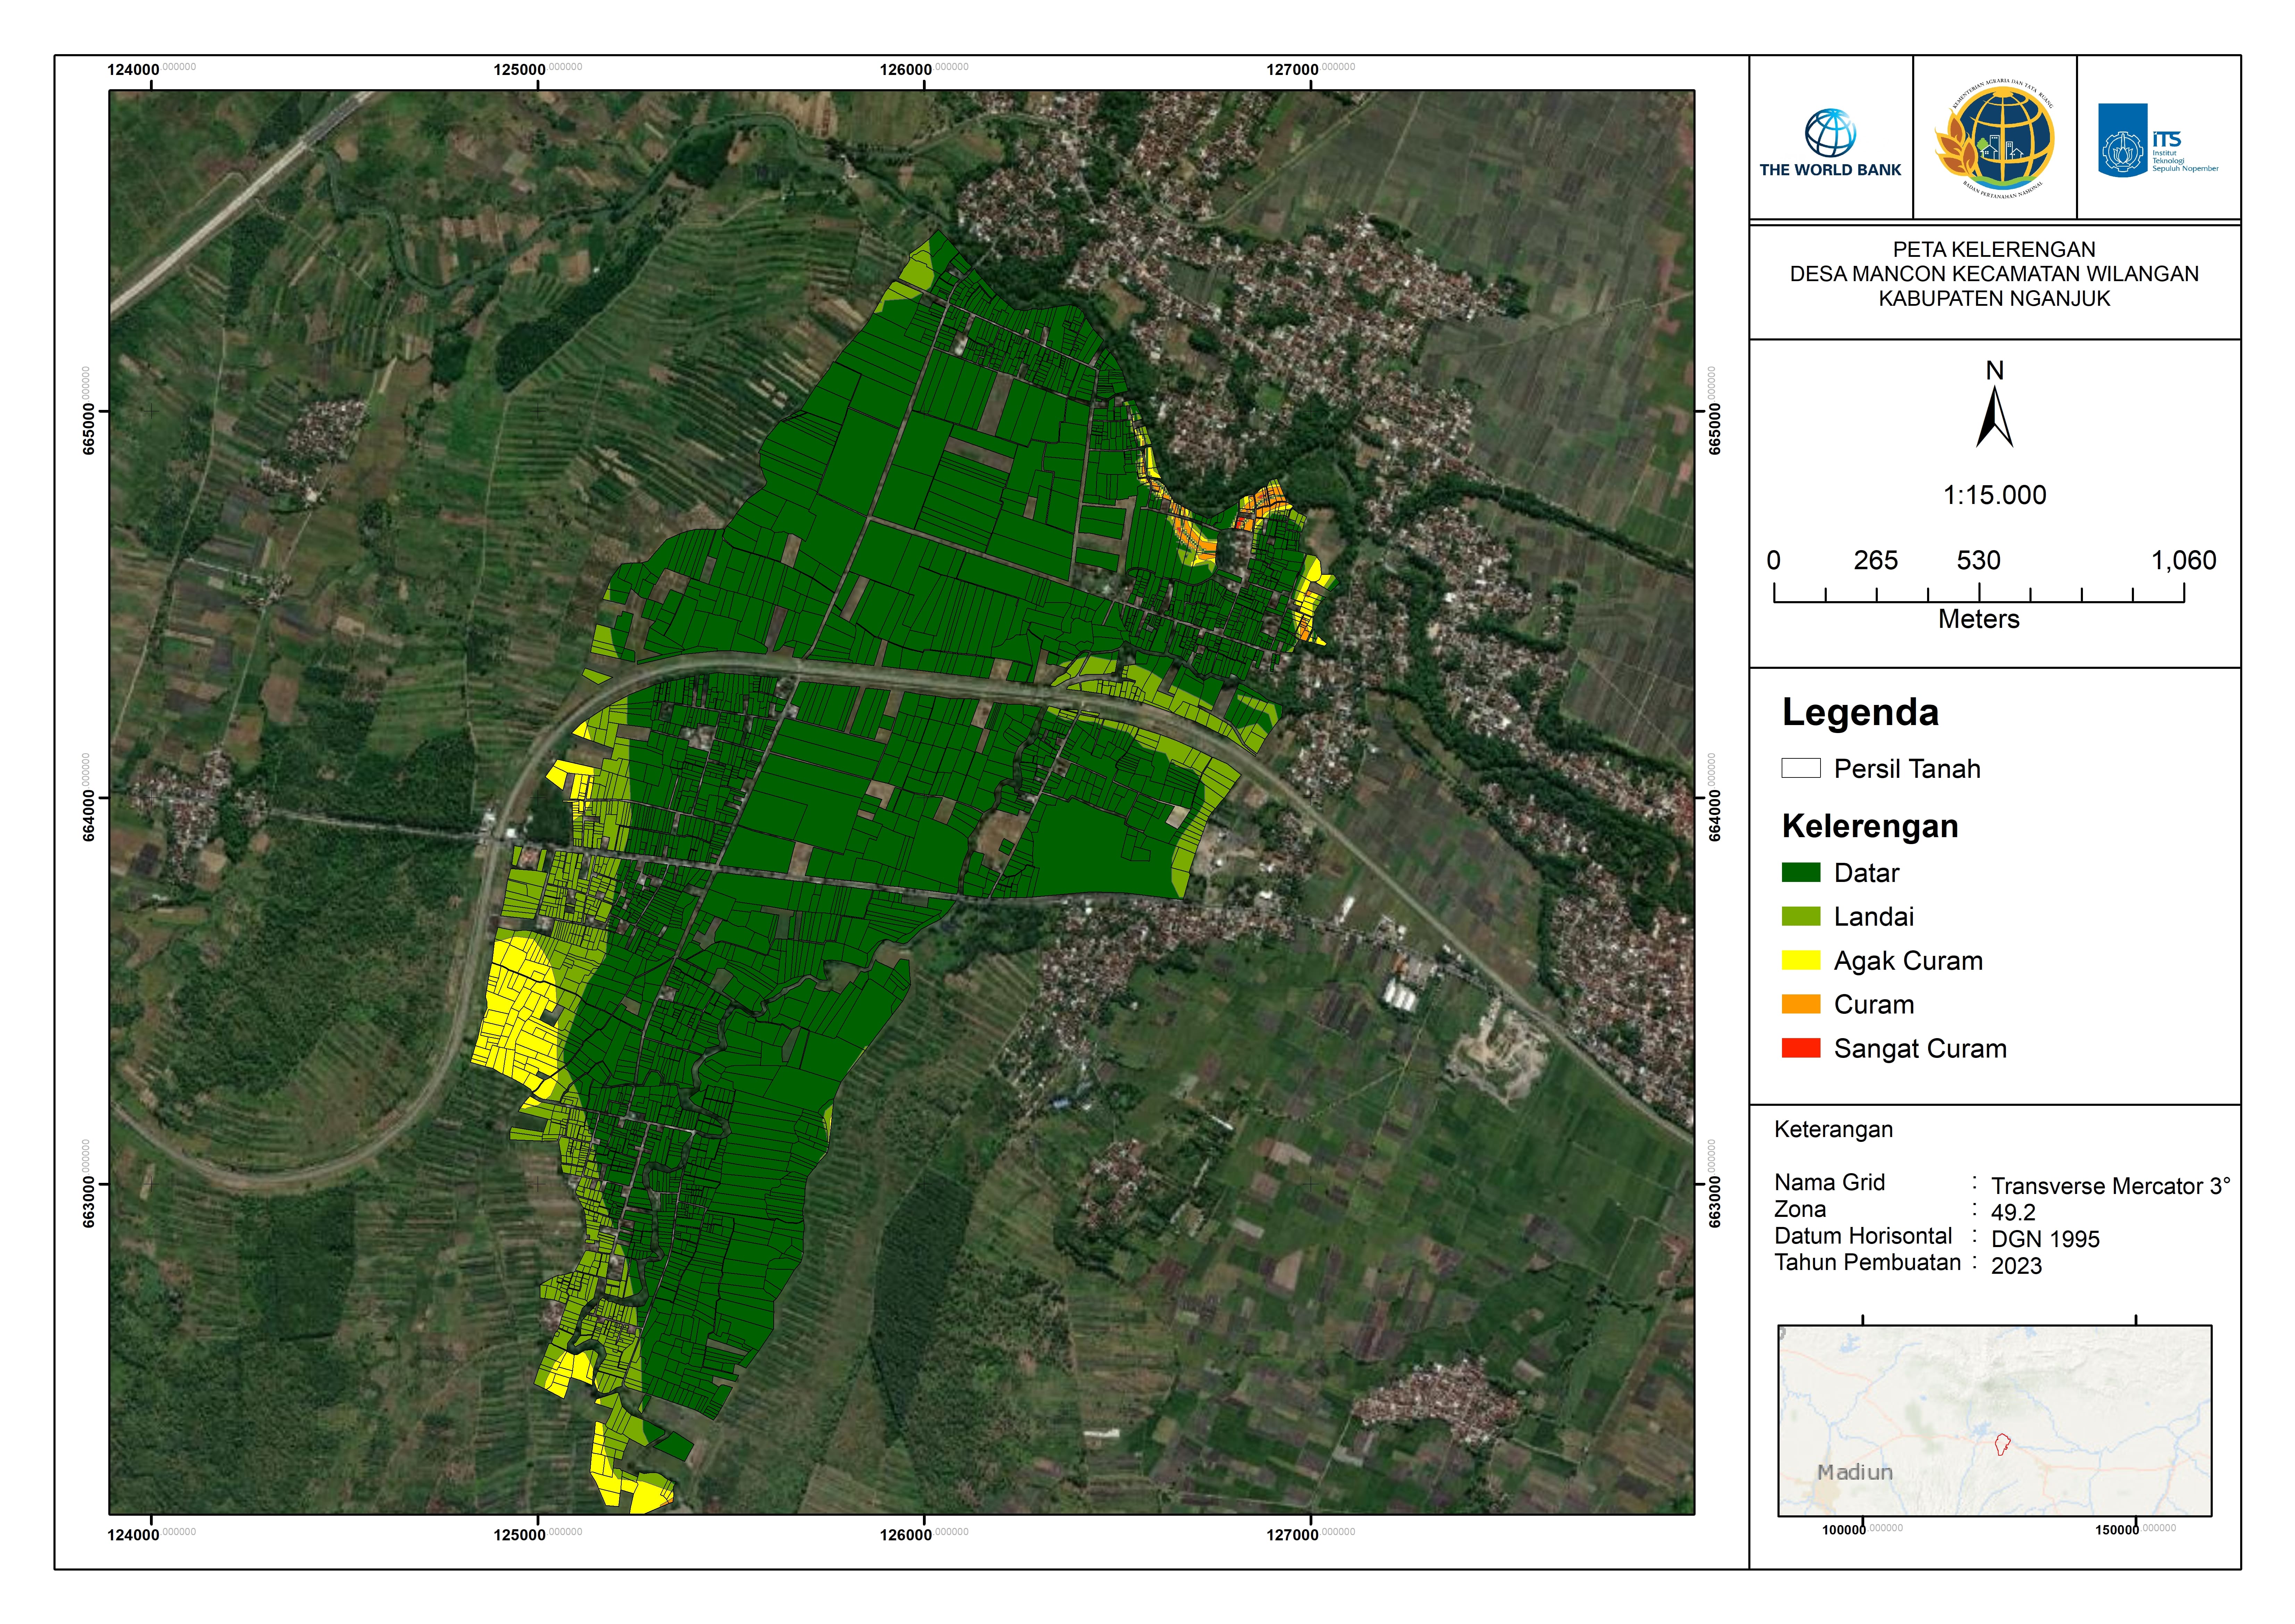 124000.000000 125000.000000 126000.000000 127000.000000
665000.000000
664000.000000
663000.000000
665000.000000
664000.000000
663000.000000
124000.000000 125000.000000 126000.000000 127000.000000
THE WORLD BANK
KEMENTERIAN AGRARIA DAN TATA RUANG
BADAN PERTANAHAN NASIONAL
iTS
Institut
Teknologi
Sepuluh Nopember
PETA KELERENGAN
DESA MANCON KECAMATAN WILANGAN
KABUPATEN NGANJUK
N
1:15.000
0 265 530 1,060
Meters
Legenda
Persil Tanah
Kelerengan
Datar
Landai
Agak Curam
Curam
Sangat Curam
Keterangan
Nama Grid : Transverse Mercator 3°
Zona : 49.2
Datum Horisontal : DGN 1995
Tahun Pembuatan : 2023
Madiun
100000.000000 150000.000000